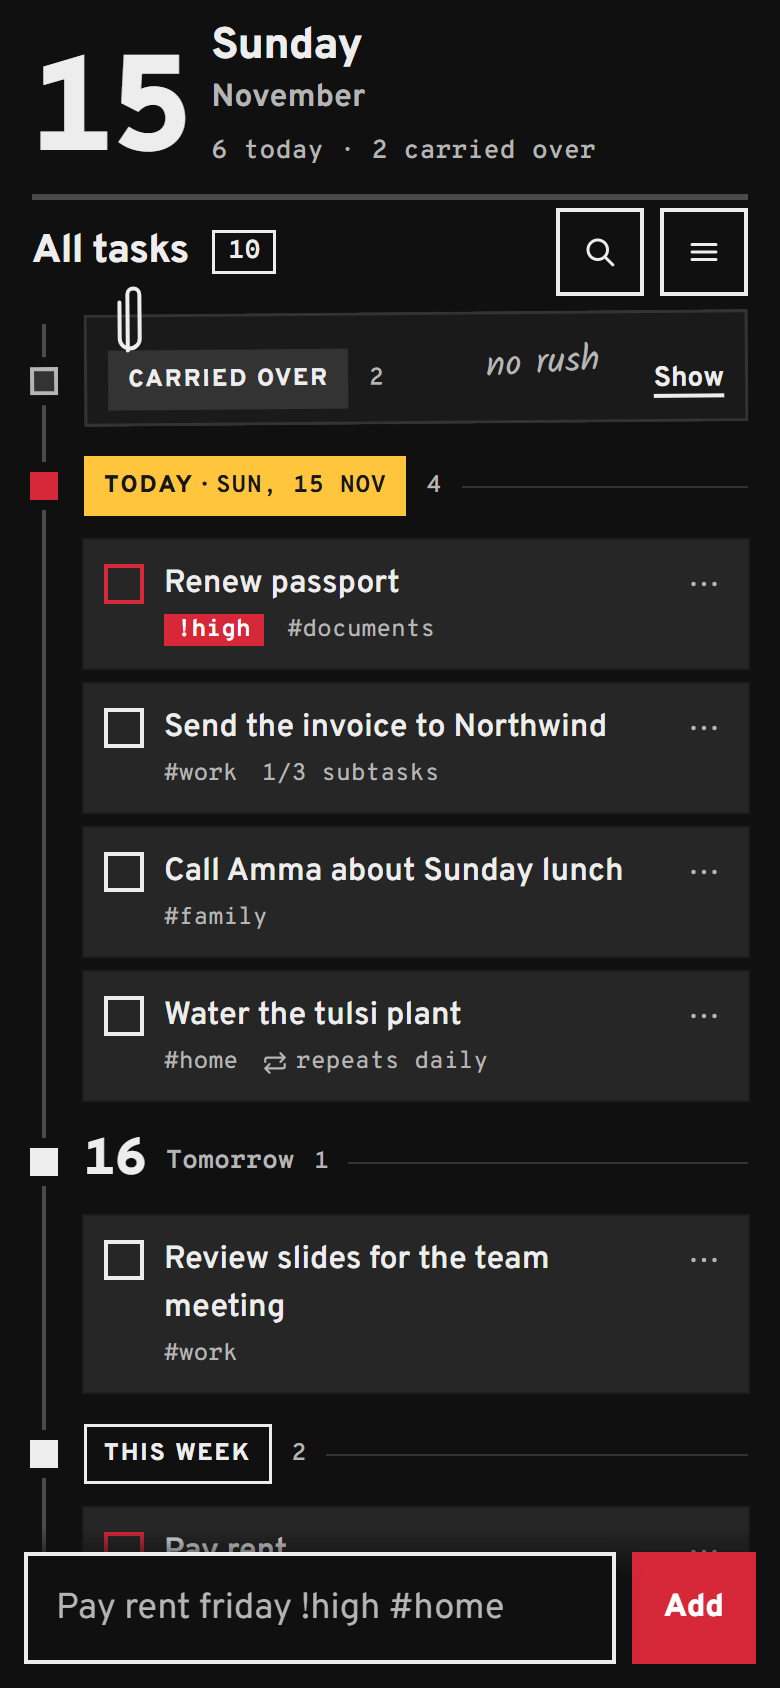 15
Sunday
November
6 today · 2 carried over
All tasks 10
CARRIED OVER 2 no rush Show
TODAY · SUN, 15 NOV 4
Renew passport
!high #documents
Send the invoice to Northwind
#work 1/3 subtasks
Call Amma about Sunday lunch
#family
Water the tulsi plant
#home repeats daily
16 Tomorrow 1
Review slides for the team
meeting
#work
THIS WEEK 2
Pay rent
Pay rent friday !high #home Add